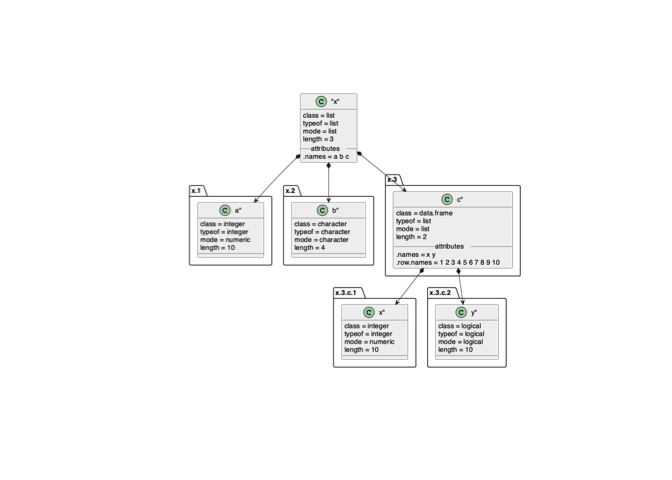 C "x"
class = list
typeof = list
mode = list
length = 3
attributes
.names = a b c
x.1
C a"
class = integer
typeof = integer
mode = numeric
length = 10
x.2
C b"
class = character
typeof = character
mode = character
length = 4
x.3
C c"
class = data.frame
typeof = list
mode = list
length = 2
attributes
.names = x y
.row.names = 1 2 3 4 5 6 7 8 9 10
x.3.c.1
C x"
class = integer
typeof = integer
mode = numeric
length = 10
x.3.c.2
C y"
class = logical
typeof = logical
mode = logical
length = 10